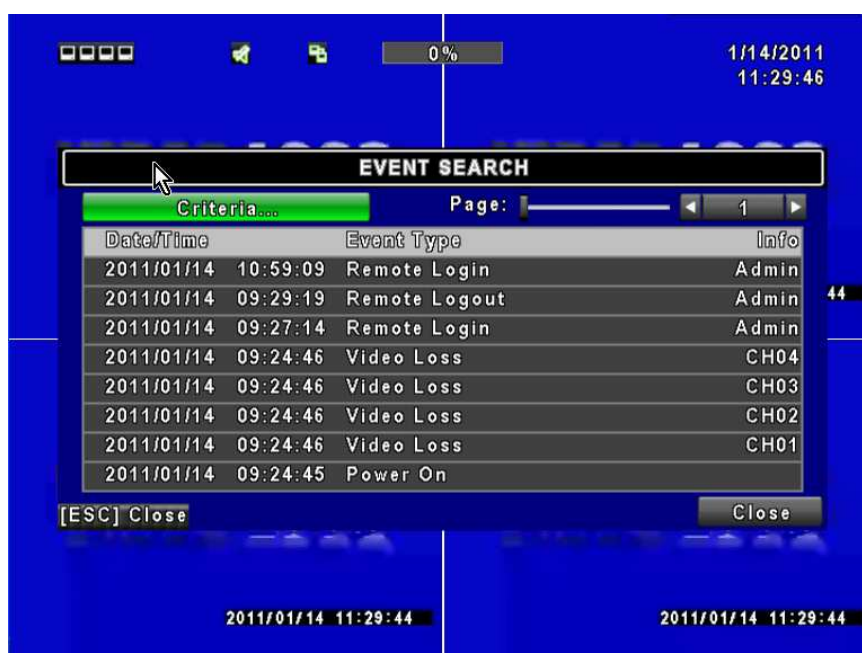 0%
1/14/2011
11:29:46
EVENT SEARCH
Criteria...
Page:
1
Date/Time Event Type Info
2011/01/14 10:59:09 Remote Login Admin
2011/01/14 09:29:19 Remote Logout Admin
44
2011/01/14 09:27:14 Remote Login Admin
2011/01/14 09:24:46 Video Loss CH04
2011/01/14 09:24:46 Video Loss CH03
2011/01/14 09:24:46 Video Loss CH02
2011/01/14 09:24:46 Video Loss CH01
2011/01/14 09:24:45 Power On
[ESC] Close
Close
2011/01/14 11:29:44
2011/01/14 11:29:44